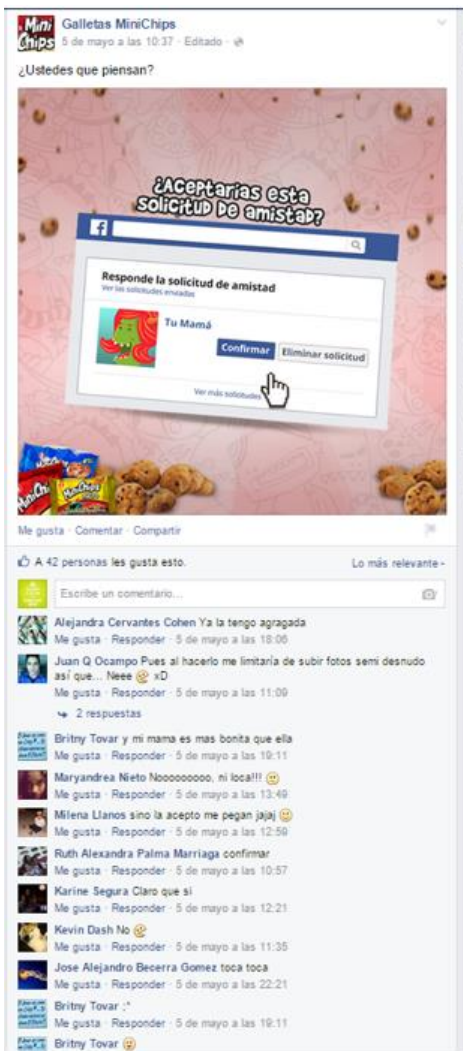 Mini Chips
Galletas MiniChips
5 de mayo a las 10:37 · Editado ·
¿Ustedes que piensan?
¿Aceptarías esta
solicitud de amistad?
f
Responde la solicitud de amistad
Ver las solicitudes enviadas
Tu Mamá
Confirmar Eliminar solicitud
Ver más solicitudes
MiniChips
Me gusta · Comentar · Compartir
A 42 personas les gusta esto. Lo más relevante
Escribe un comentario...
Alejandra Cervantes Cohen Ya la tengo agragada
Me gusta · Responder · 5 de mayo a las 18:06
Juan Q Ocampo Pues al hacerlo me limitaría de subir fotos semi desnudo
así que... Neee xD
Me gusta · Responder · 5 de mayo a las 11:09
2 respuestas
Britny Tovar y mi mama es mas bonita que ella
Me gusta · Responder · 5 de mayo a las 19:11
Maryandrea Nieto Nooooooooo, ni loca!!!
Me gusta · Responder · 5 de mayo a las 13:49
Milena Llanos sino la acepto me pegan jajaj
Me gusta · Responder · 5 de mayo a las 12:59
Ruth Alexandra Palma Marriaga confirmar
Me gusta · Responder · 5 de mayo a las 10:57
Karine Segura Claro que si
Me gusta · Responder · 5 de mayo a las 12:21
Kevin Dash No
Me gusta · Responder · 5 de mayo a las 11:35
Jose Alejandro Becerra Gomez toca toca
Me gusta · Responder · 5 de mayo a las 22:21
Britny Tovar :*
Me gusta · Responder · 5 de mayo a las 19:11
Britny Tovar